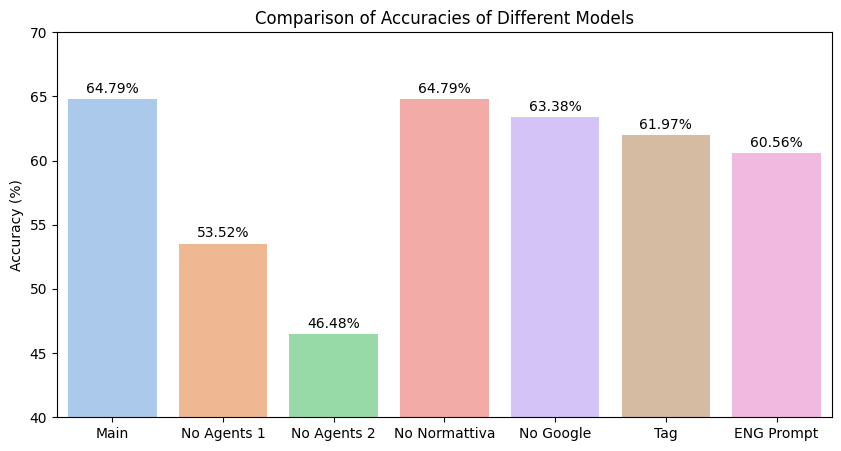 Comparison of Accuracies of Different Models
Accuracy (%)
70
65
60
55
50
45
40
64.79%
53.52%
46.48%
64.79%
63.38%
61.97%
60.56%
Main
No Agents 1
No Agents 2
No Normattiva
No Google
Tag
ENG Prompt